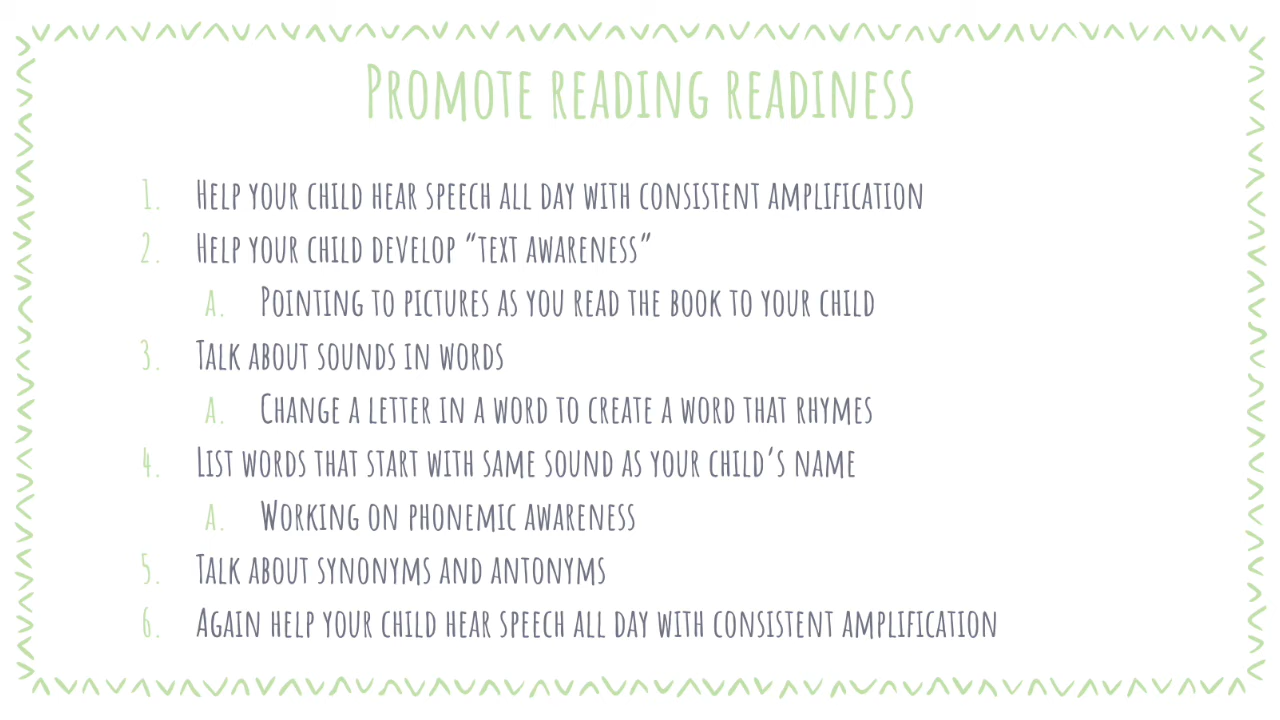 Promote reading readiness
1. Help your child hear speech all day with consistent amplification
2. Help your child develop “text awareness”
a. Pointing to pictures as you read the book to your child
3. Talk about sounds in words
a. Change a letter in a word to create a word that rhymes
4. List words that start with same sound as your child’s name
a. Working on phonemic awareness
5. Talk about synonyms and antonyms
6. Again help your child hear speech all day with consistent amplification